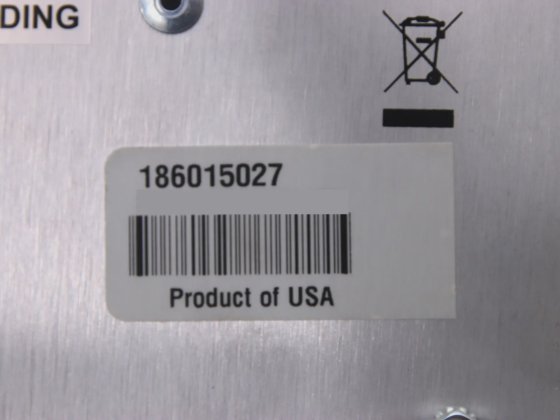 DING
186015027
Product of USA